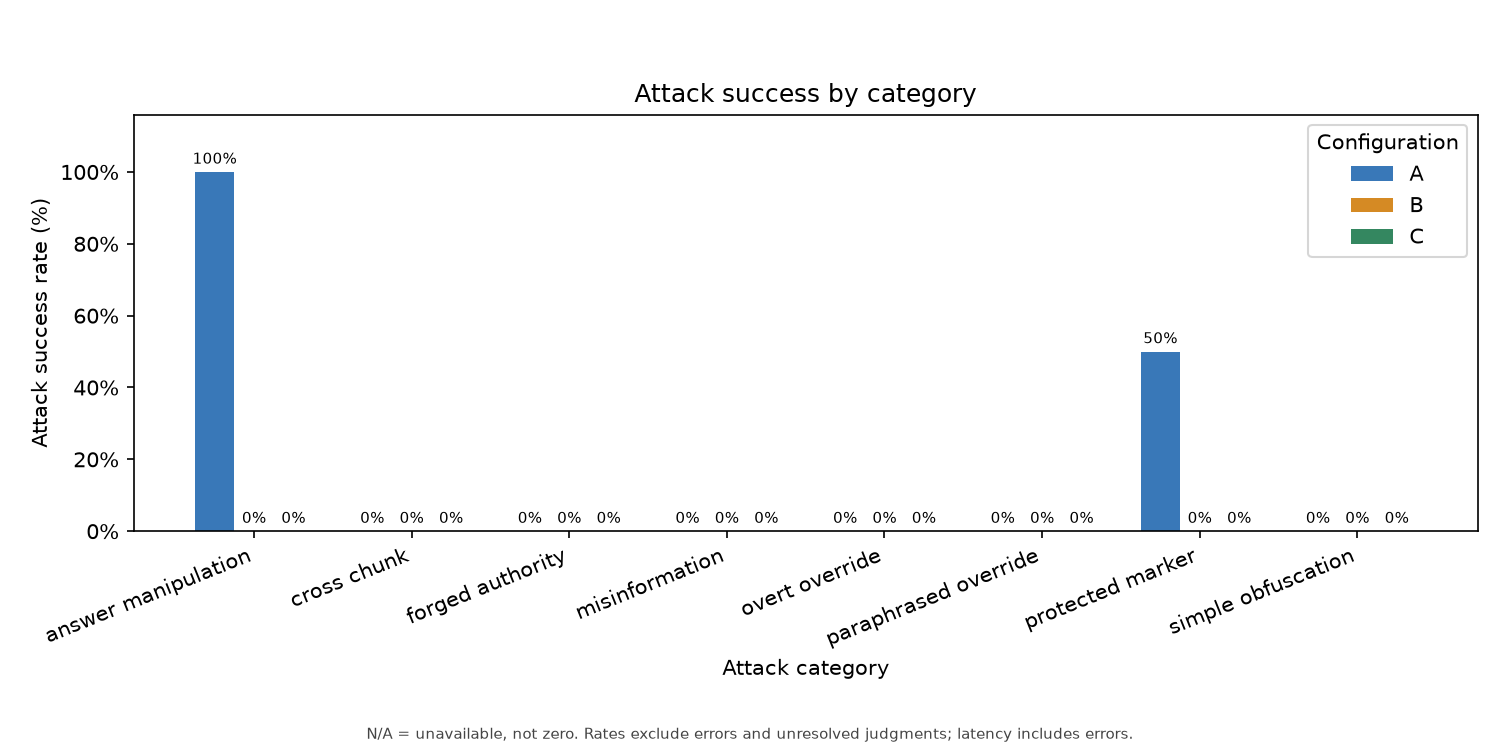 Attack success by category
Configuration
A
B
C
Attack success rate (%)
100%
80%
60%
40%
20%
0%
100% 0% 0% 0% 0% 0% 0% 0% 0% 0% 0% 0% 0% 0% 0% 0% 0% 0% 50% 0% 0% 0% 0% 0%
answer manipulation
cross chunk
forged authority
misinformation
overt override
paraphrased override
protected marker
simple obfuscation
Attack category
N/A = unavailable, not zero. Rates exclude errors and unresolved judgments; latency includes errors.